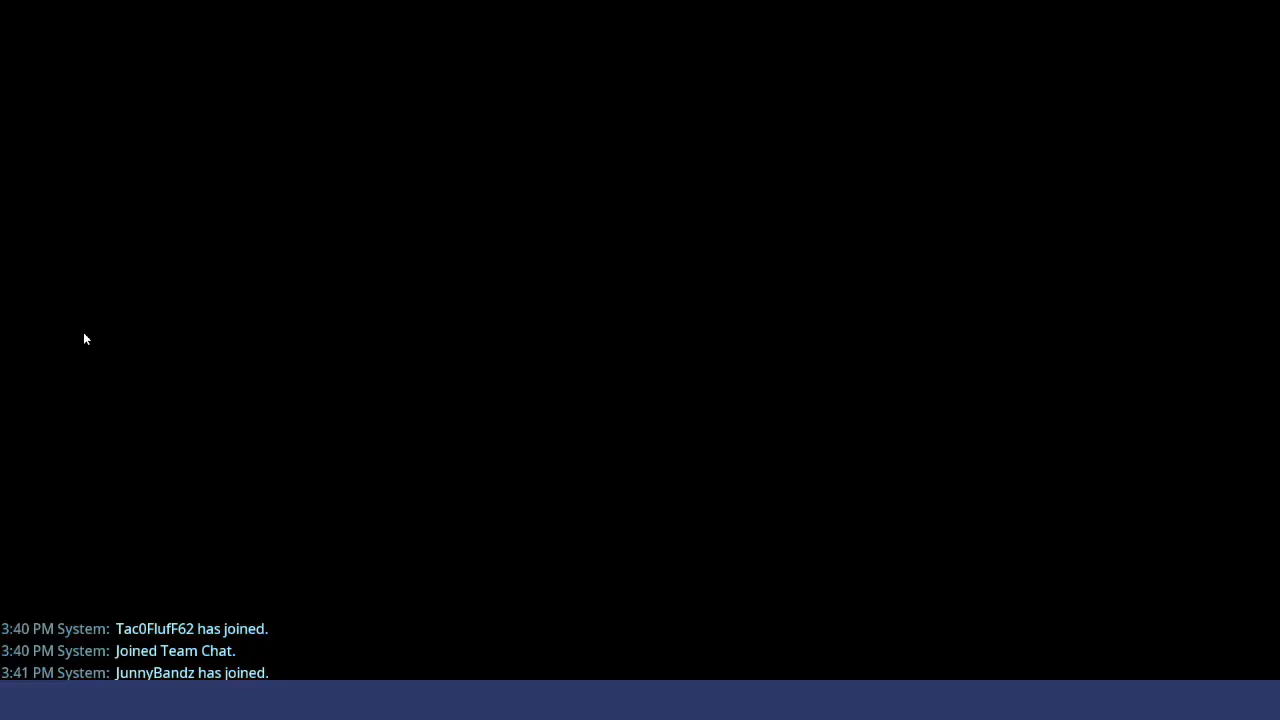 3:40 PM System: Tac0FlufF62 has joined.
3:40 PM System: Joined Team Chat.
3:41 PM System: JunnyBandz has joined.